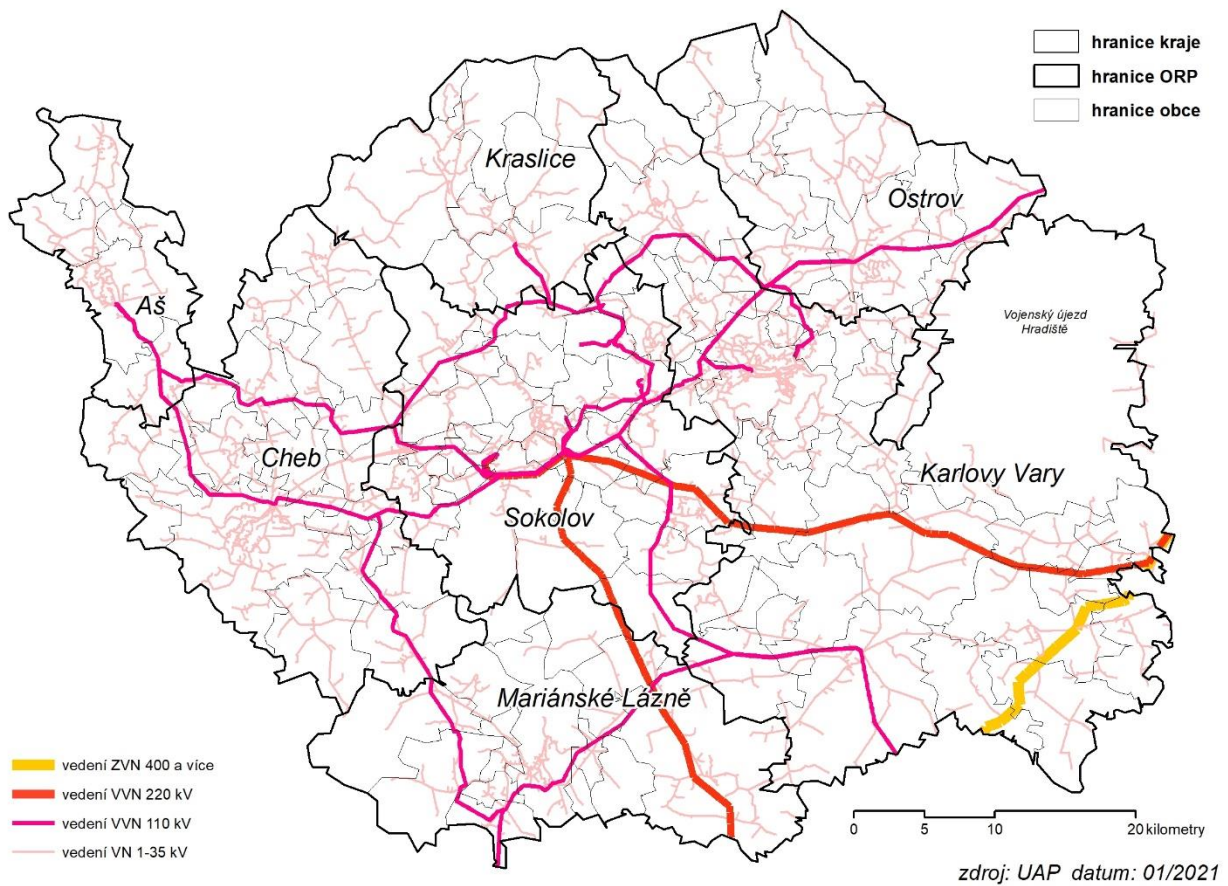 hranice kraje
hranice ORP
hranice obce
Kraslice
Ostrov
Aš
Vojenský újezd
Hradiště
Cheb
Karlovy Vary
Sokolov
Mariánské Lázně
vedení ZVN 400 a více
vedení VVN 220 kV
vedení VVN 110 kV
vedení VN 1-35 kV
0 5 10 20 kilometry
zdroj: UAP datum: 01/2021